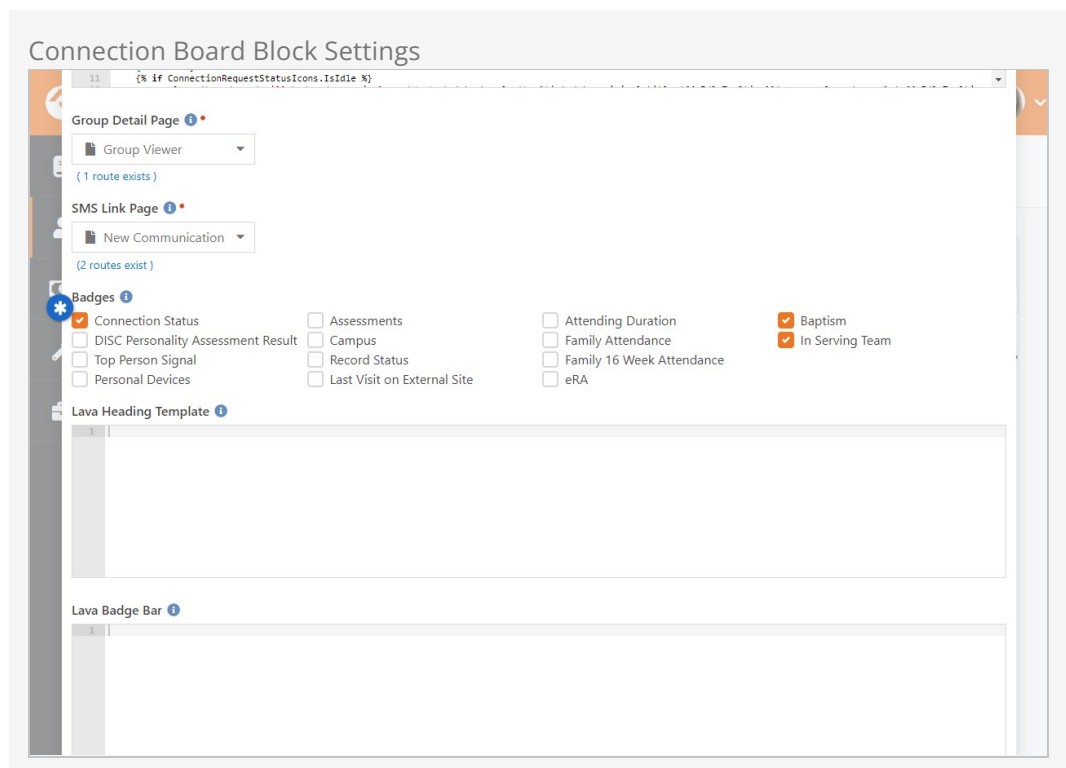 Connection Board Block Settings
11 {% if ConnectionRequestStatusIcons.IsIdle %}
Group Detail Page
Group Viewer
( 1 route exists )
SMS Link Page
New Communication
(2 routes exist )
Badges
Connection Status Assessments Attending Duration Baptism
DISC Personality Assessment Result Campus Family Attendance In Serving Team
Top Person Signal Record Status Family 16 Week Attendance
Personal Devices Last Visit on External Site eRA
Lava Heading Template
1
Lava Badge Bar
1